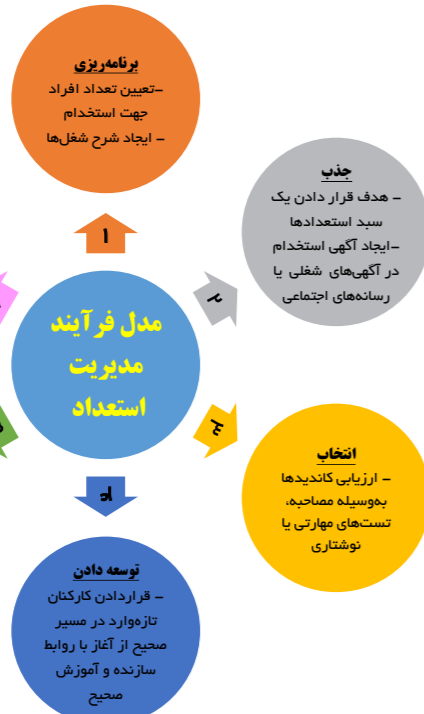 برنامه‌ریزی
-تعیین تعداد افراد
جهت استخدام
- ایجاد شرح شغل‌ها
۱
جذب
- هدف قرار دادن یک
سبد استعدادها
-ایجاد آگهی استخدام
در آگهی‌های شغلی یا
رسانه‌های اجتماعی
۲
مدل فرآیند
مدیریت
استعداد
۳
انتخاب
- ارزیابی کاندیدها
به‌وسیله مصاحبه،
تست‌های مهارتی یا
نوشتاری
۴
توسعه دادن
- قراردادن کارکنان
تازه‌وارد در مسیر
صحیح از آغاز با روابط
سازنده و آموزش
صحیح